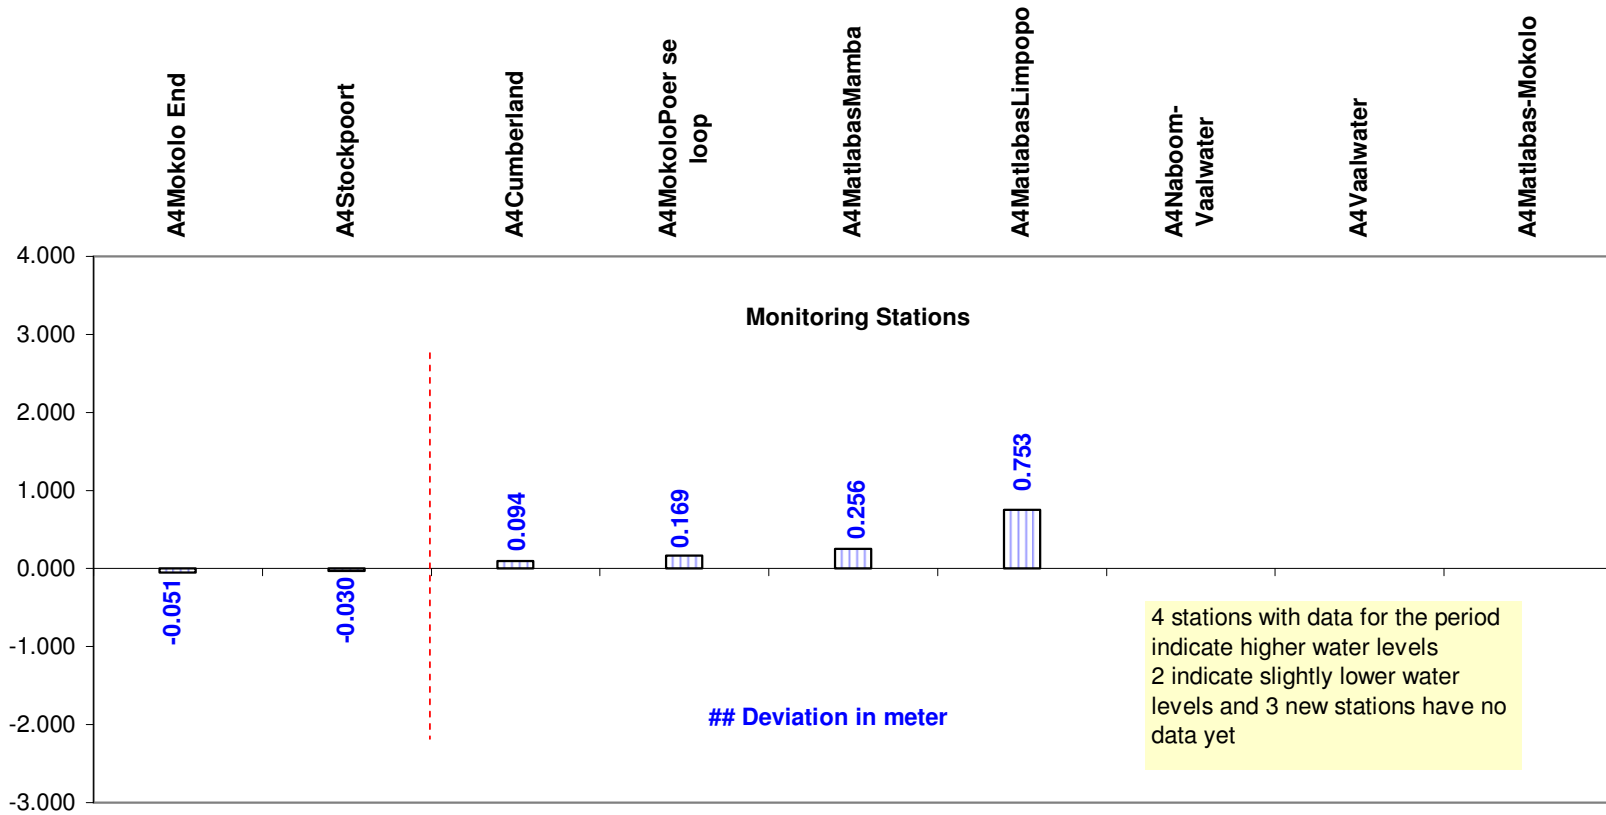 A4Mokolo End
A4Stockpoort
A4Cumberland
A4MokoloPoer se
loop
A4MatlabasMamba
A4MatlabasLimpopo
A4Naboom-
Vaalwater
A4Vaalwater
A4Matlabas-Mokolo
4.000
3.000
2.000
1.000
0.000
-1.000
-2.000
-3.000
Monitoring Stations
-0.051
-0.030
0.094
0.169
0.256
0.753
## Deviation in meter
4 stations with data for the period
indicate higher water levels
2 indicate slightly lower water
levels and 3 new stations have no
data yet